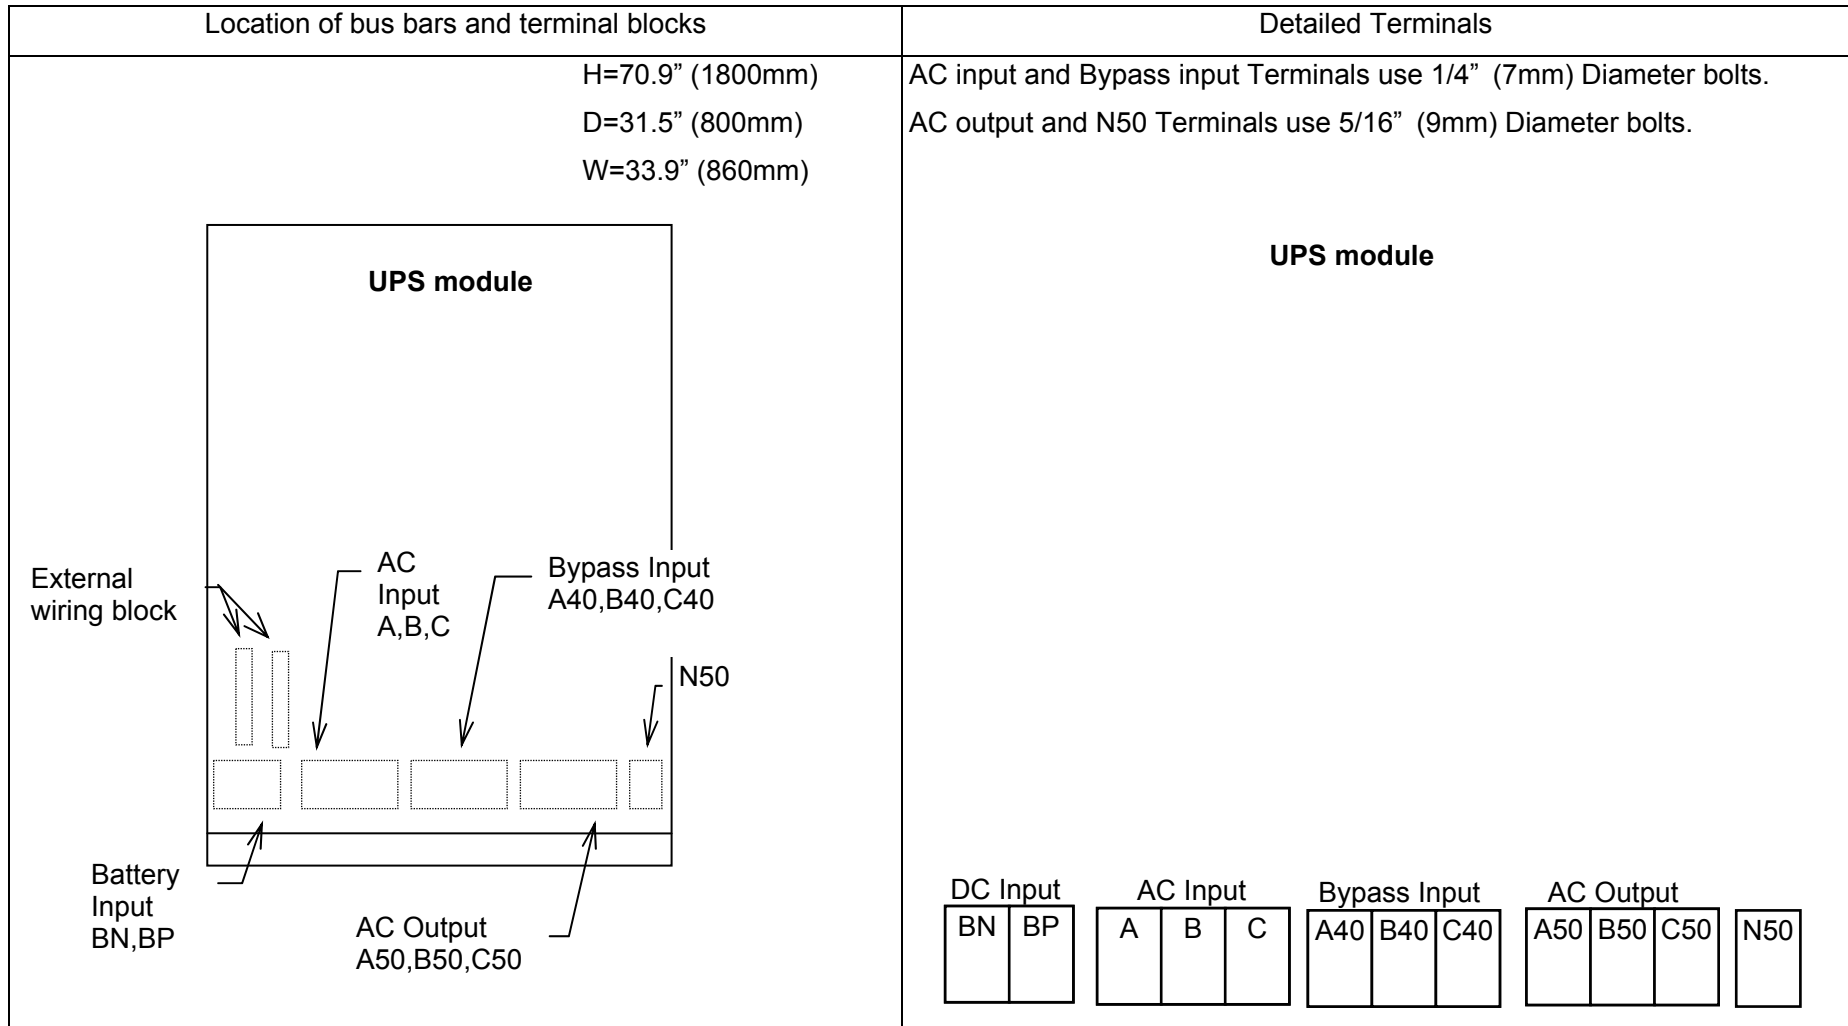 Location of bus bars and terminal blocks
Detailed Terminals
H=70.9” (1800mm)
D=31.5” (800mm)
W=33.9” (860mm)
UPS module
External
wiring block
AC
Input
A,B,C
Bypass Input
A40,B40,C40
N50
Battery
Input
BN,BP
AC Output
A50,B50,C50
AC input and Bypass input Terminals use 1/4” (7mm) Diameter bolts.
AC output and N50 Terminals use 5/16” (9mm) Diameter bolts.
UPS module
DC Input AC Input Bypass Input AC Output
BN BP A B C A40 B40 C40 A50 B50 C50 N50